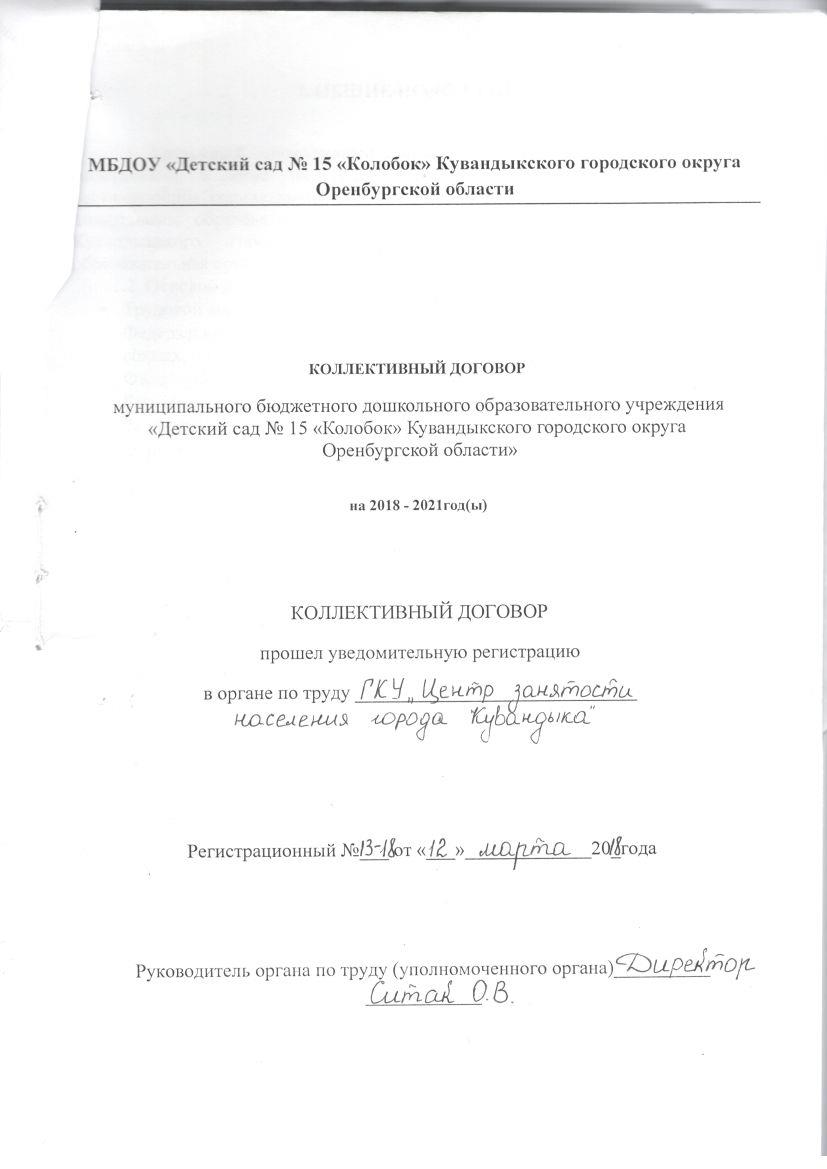 МБДОУ «Детский сад № 15 «Колобок» Кувандыкского городского округа
Оренбургской области
КОЛЛЕКТИВНЫЙ ДОГОВОР
муниципального бюджетного дошкольного образовательного учреждения
«Детский сад № 15 «Колобок» Кувандыкского городского округа
Оренбургской области»
на 2018 - 2021год(ы)
КОЛЛЕКТИВНЫЙ ДОГОВОР
прошел уведомительную регистрацию
в органе по труду ГКУ „Центр занятости
населения города Кувандыка"
Регистрационный №13-18от «12 » марта 2018года
Руководитель органа по труду (уполномоченного органа) Директор
Ситак О.В.